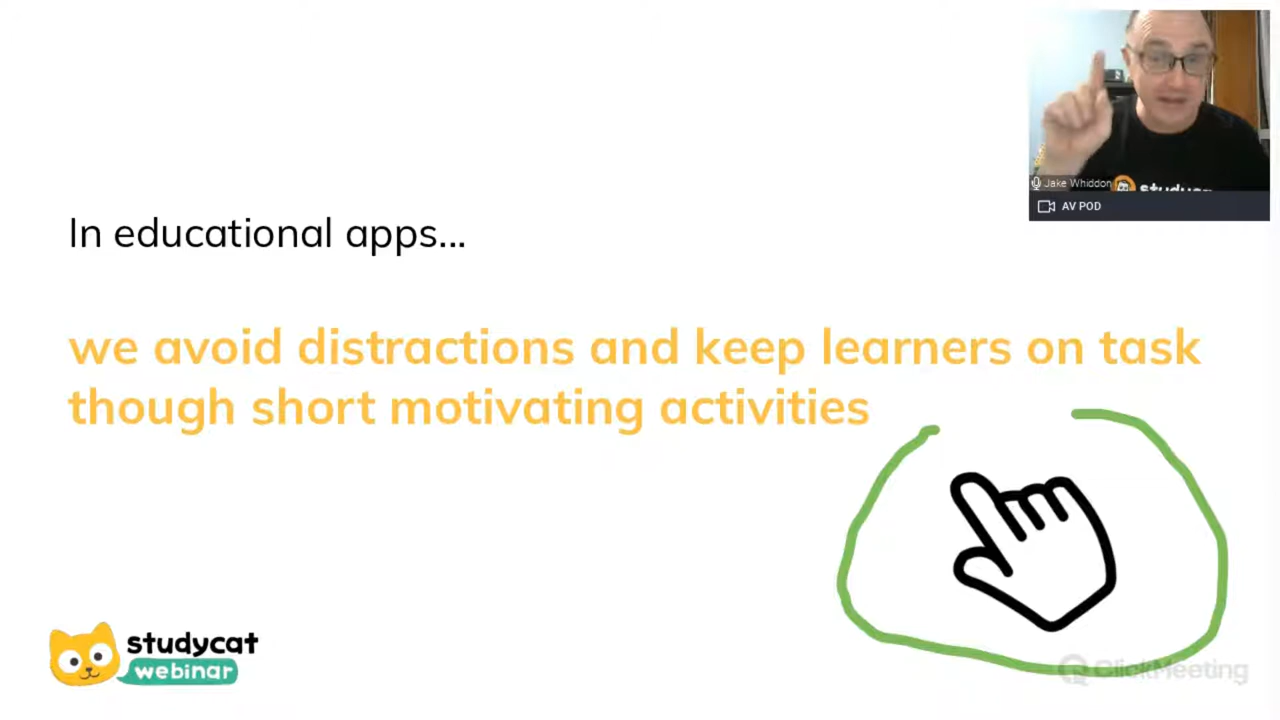 Jake Whiddon
studycat
AV POD
In educational apps...
we avoid distractions and keep learners on task
though short motivating activities
studycat
webinar
ClickMeeting